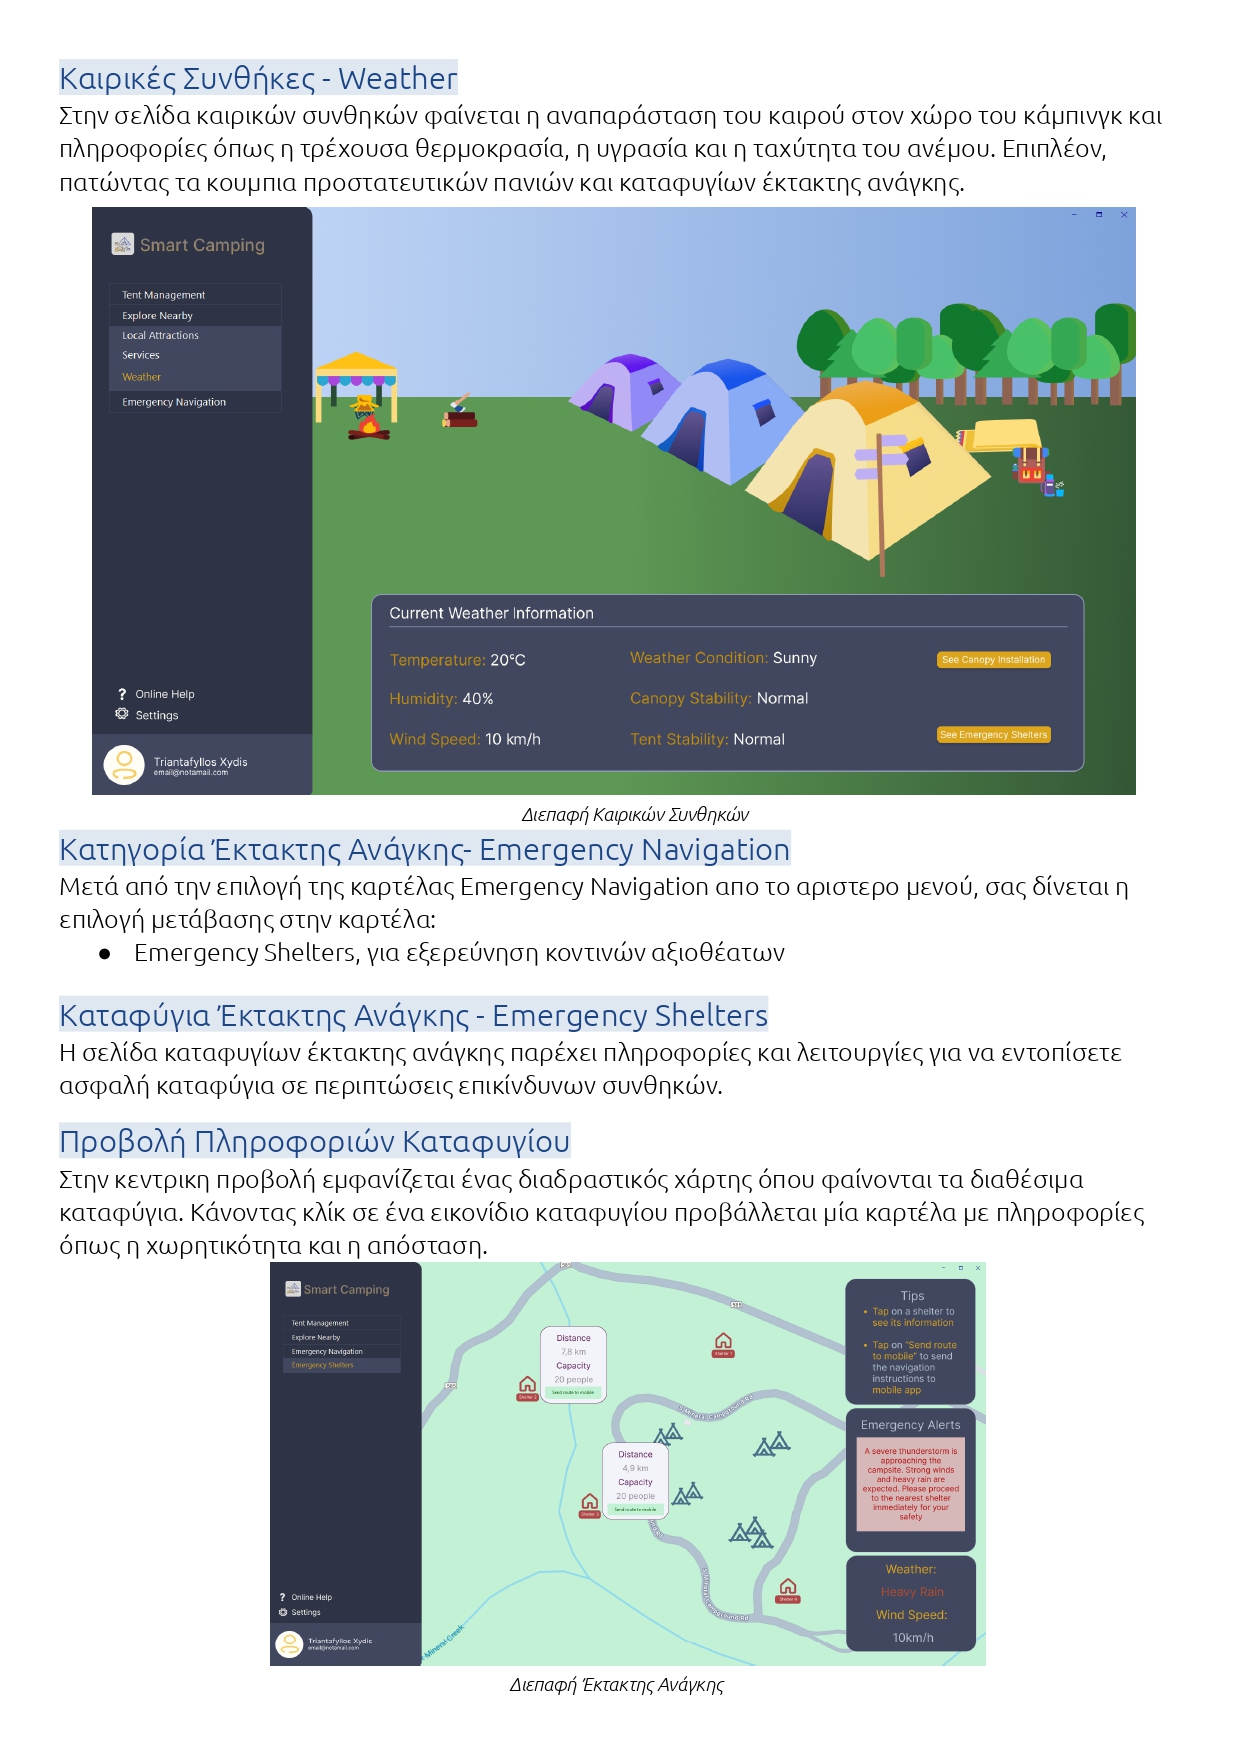 Καιρικές Συνθήκες - Weather
Στην σελίδα καιρικών συνθηκών φαίνεται η αναπαράσταση του καιρού στον χώρο του κάμπινγκ και
πληροφορίες όπως η τρέχουσα θερμοκρασία, η υγρασία και η ταχύτητα του ανέμου. Επιπλέον,
πατώντας τα κουμπια προστατευτικών πανιών και καταφυγίων έκτακτης ανάγκης.
Smart Camping
Tent Management
Explore Nearby
Local Attractions
Services
Weather
Emergency Navigation
Online Help
Settings
Triantafyllos Xydis
email@notamail.com
Current Weather Information
Temperature: 20°C
Weather Condition: Sunny
See Canopy Installation
Humidity: 40%
Canopy Stability: Normal
Wind Speed: 10 km/h
Tent Stability: Normal
See Emergency Shelters
Διεπαφή Καιρικών Συνθηκών
Κατηγορία Έκτακτης Ανάγκης- Emergency Navigation
Μετά από την επιλογή της καρτέλας Emergency Navigation απο το αριστερο μενού, σας δίνεται η
επιλογή μετάβασης στην καρτέλα:
● Emergency Shelters, για εξερεύνηση κοντινών αξιοθέατων
Καταφύγια Έκτακτης Ανάγκης - Emergency Shelters
Η σελίδα καταφυγίων έκτακτης ανάγκης παρέχει πληροφορίες και λειτουργίες για να εντοπίσετε
ασφαλή καταφύγια σε περιπτώσεις επικίνδυνων συνθηκών.
Προβολή Πληροφοριών Καταφυγίου
Στην κεντρικη προβολή εμφανίζεται ένας διαδραστικός χάρτης όπου φαίνονται τα διαθέσιμα
καταφύγια. Κάνοντας κλίκ σε ένα εικονίδιο καταφυγίου προβάλλεται μία καρτέλα με πληροφορίες
όπως η χωρητικότητα και η απόσταση.
Smart Camping
Tent Management
Explore Nearby
Emergency Navigation
Emergency Shelters
Online Help
Settings
Triantafyllos Xydis
email@notamail.com
Distance
7,8 km
Capacity
20 people
Send route to mobile
Shelter 2
Shelter 1
Distance
4,9 km
Capacity
20 people
Send route to mobile
Shelter 3
Shelter 4
Mineral Creek
Tips
• Tap on a shelter to
see its information
• Tap on "Send route
to mobile" to send
the navigation
instructions to
mobile app
Emergency Alerts
A severe thunderstorm is
approaching the
campsite. Strong winds
and heavy rain are
expected. Please proceed
to the nearest shelter
immediately for your
safety
Weather:
Heavy Rain
Wind Speed:
10km/h
Διεπαφή Έκτακτης Ανάγκης